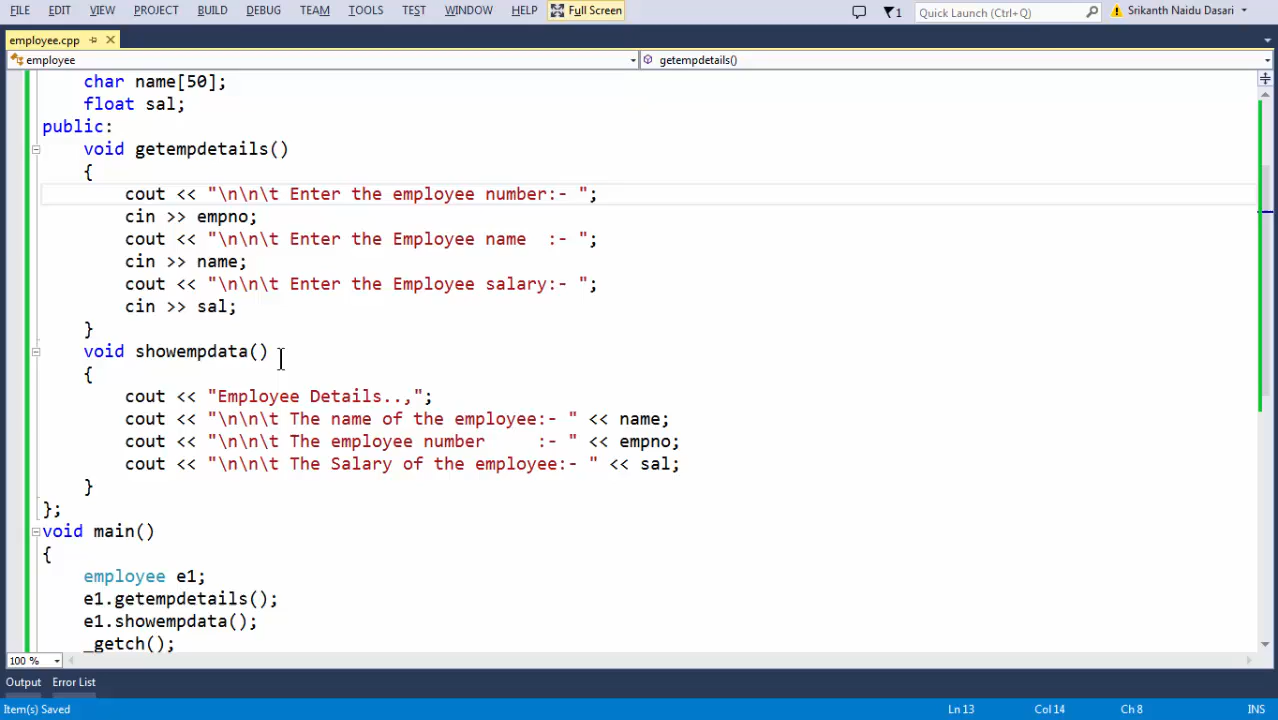 FILE EDIT VIEW PROJECT BUILD DEBUG TEAM TOOLS TEST WINDOW HELP Full Screen 1 Quick Launch (Ctrl+Q) Srikanth Naidu Dasari
employee.cpp
employee getempdetails()
char name[50];
float sal;
public:
void getempdetails()
{
cout << "\n\n\t Enter the employee number:- ";
cin >> empno;
cout << "\n\n\t Enter the Employee name  :- ";
cin >> name;
cout << "\n\n\t Enter the Employee salary:- ";
cin >> sal;
}
void showempdata()
{
cout << "Employee Details..,";
cout << "\n\n\t The name of the employee:- " << name;
cout << "\n\n\t The employee number     :- " << empno;
cout << "\n\n\t The Salary of the employee:- " << sal;
}
};
void main()
{
employee e1;
e1.getempdetails();
e1.showempdata();
_getch();
100 %
Output Error List
Item(s) Saved Ln 13 Col 14 Ch 8 INS